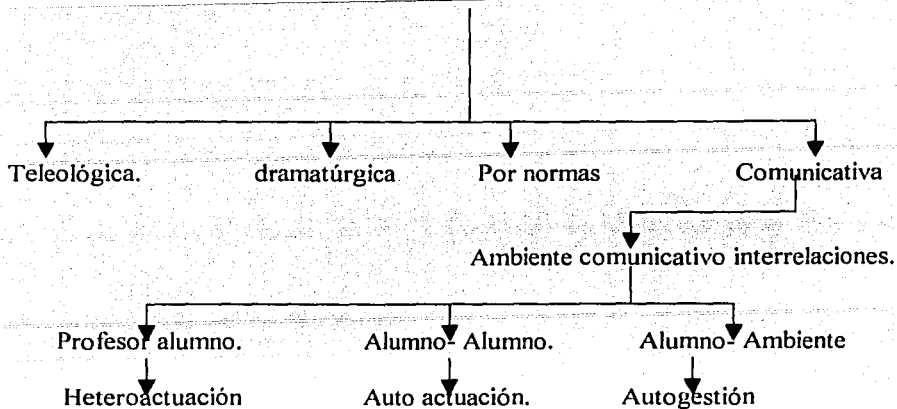 Teleológica. dramatúrgica Por normas Comunicativa
Ambiente comunicativo interrelaciones.
Profesor alumno. Alumno- Alumno. Alumno- Ambiente
Heteroactuación Auto actuación. Autogestión